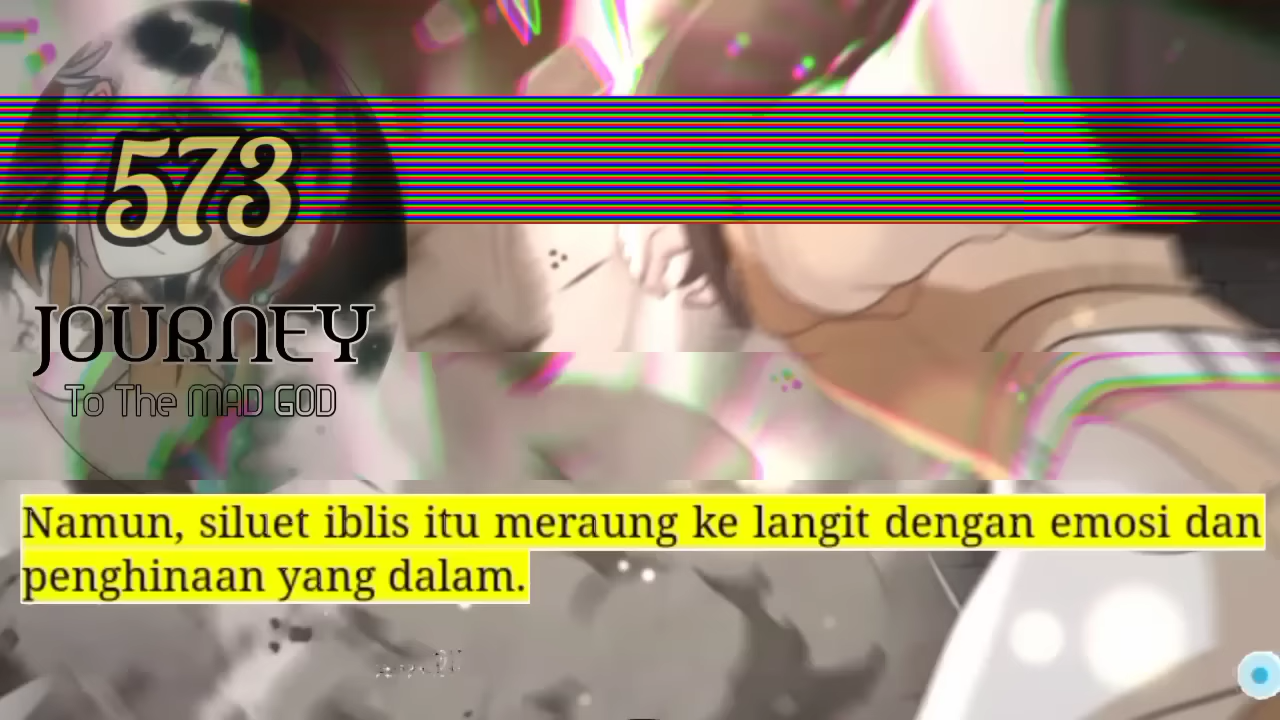 573
JOURNEY
To The MAD GOD
Namun, siluet iblis itu meraung ke langit dengan emosi dan
penghinaan yang dalam.